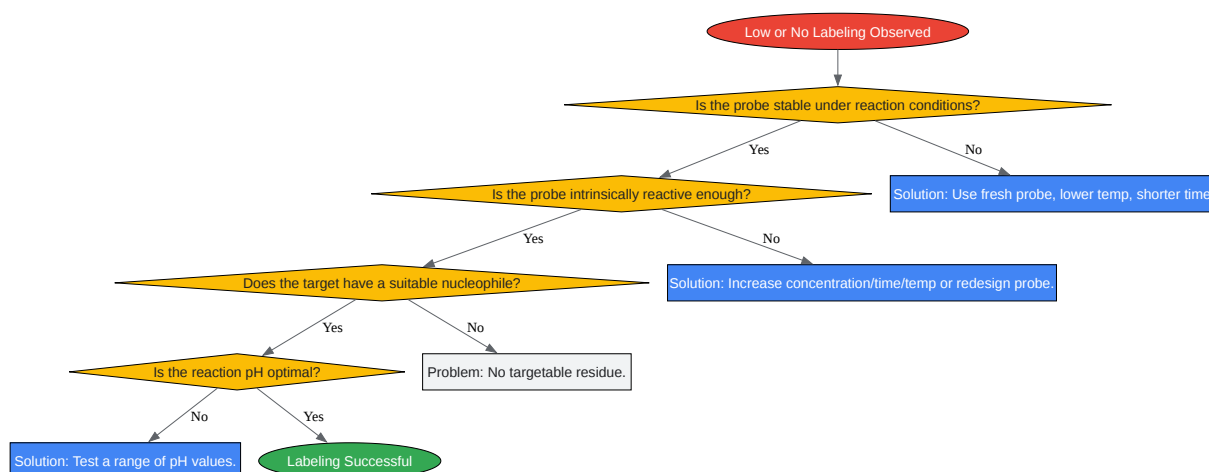 Low or No Labeling Observed
Is the probe stable under reaction conditions?
Yes
No
Is the probe intrinsically reactive enough?
Solution: Use fresh probe, lower temp, shorter time
Yes
No
Does the target have a suitable nucleophile?
Solution: Increase concentration/time/temp or redesign probe.
Yes
No
Is the reaction pH optimal?
Problem: No targetable residue.
No
Yes
Solution: Test a range of pH values.
Labeling Successful